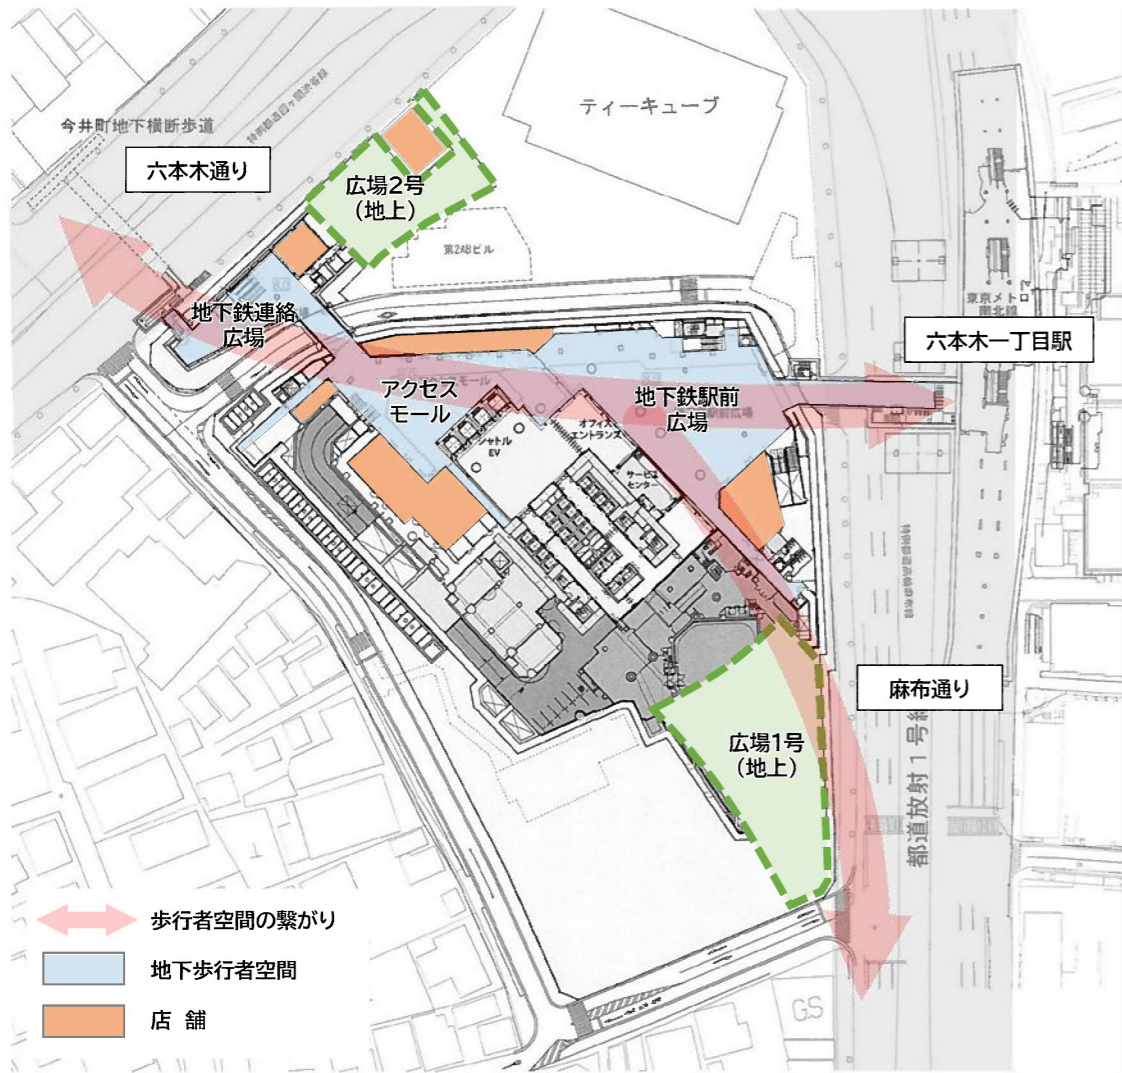 ティーキューブ
今井町地下横断歩道
六本木通り
広場2号
（地上）
第2ABビル
地下鉄連絡
広場
東京メトロ
南北線
六本木一丁目駅
アクセス
モール
地下鉄駅前
広場
オフィス
エントランス
シャトル
EV
サービス
センター
麻布通り
広場1号
（地上）
都道放射1号線
GS
歩行者空間の繋がり
地下歩行者空間
店 舗